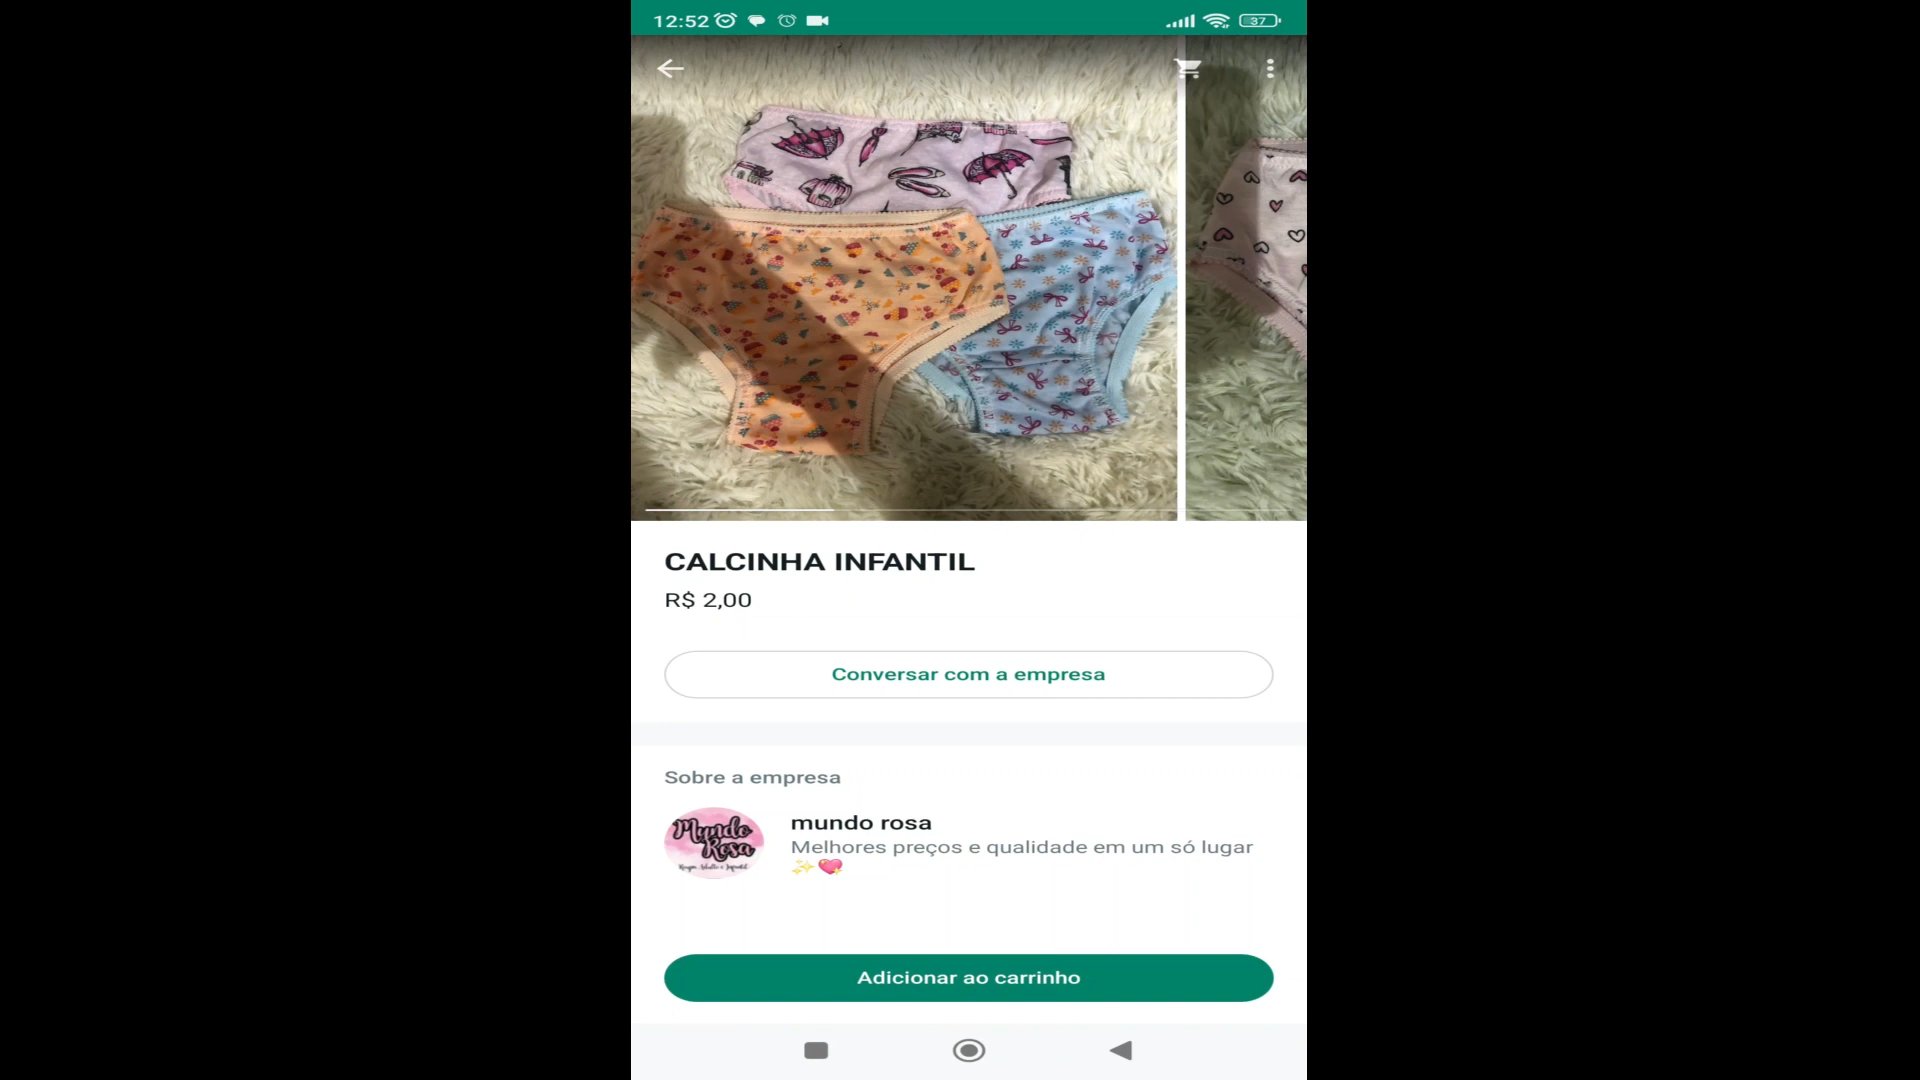 12:52
37
CALCINHA INFANTIL
R$ 2,00
Conversar com a empresa
Sobre a empresa
Mundo
Rosa
mundo rosa
Melhores preços e qualidade em um só lugar
✨💖
Adicionar ao carrinho